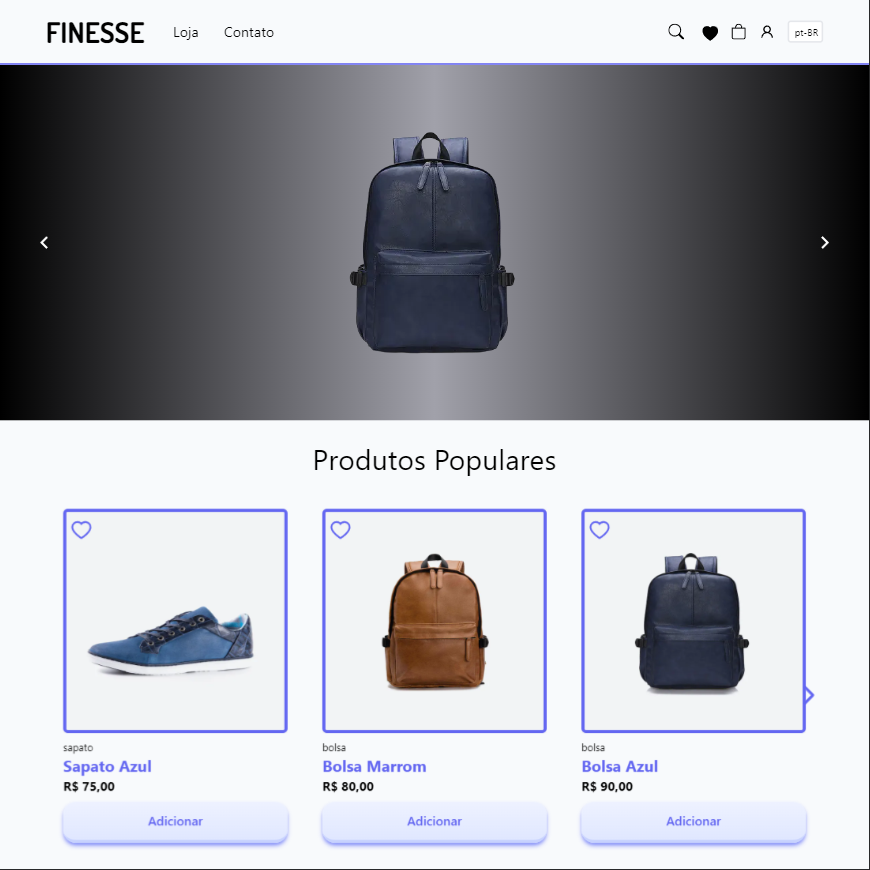 FINESSE Loja Contato pt-BR
Produtos Populares
sapato bolsa bolsa
Sapato Azul Bolsa Marrom Bolsa Azul
R$ 75,00 R$ 80,00 R$ 90,00
Adicionar Adicionar Adicionar